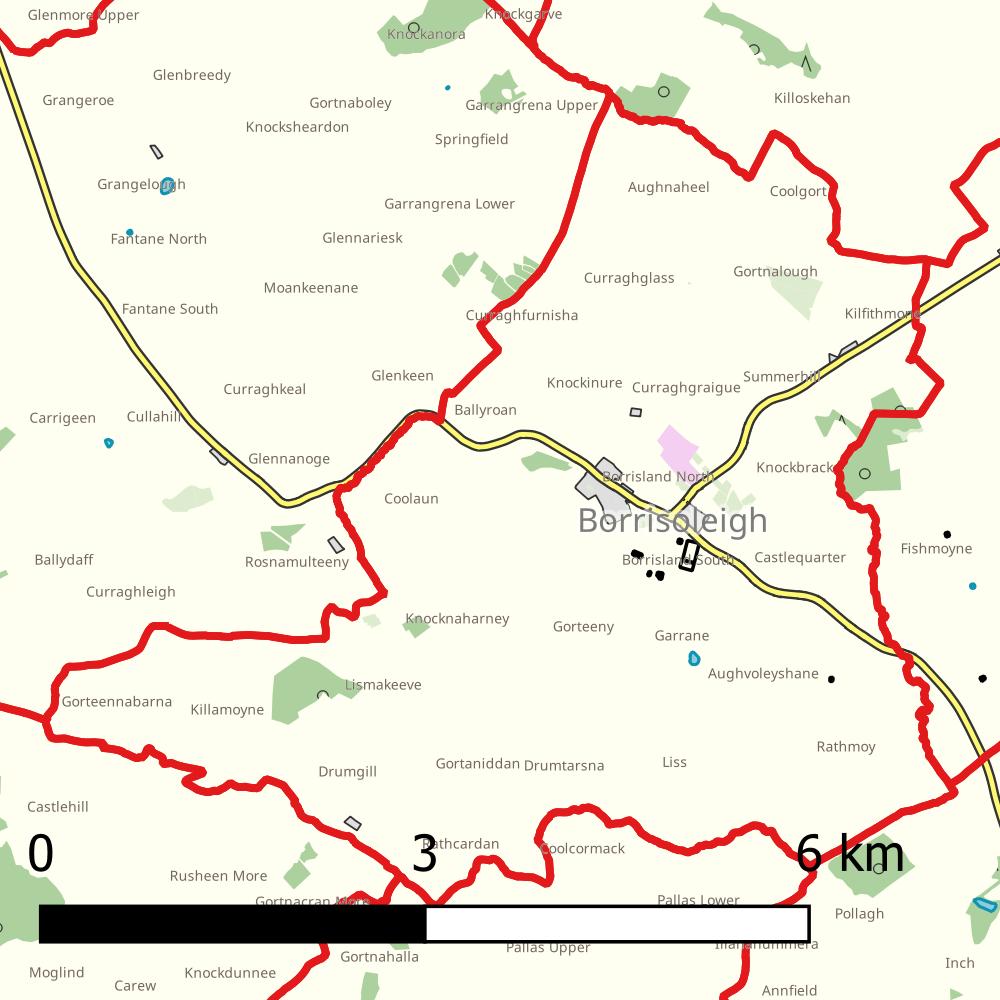 Glenmore Upper
Knockgarve
Knockanora
Glenbreedy
Grangeroe
Gortnaboley
Garrangrena Upper
Killoskehan
Knocksheardon
Springfield
Grangelough
Aughnaheel
Coolgort
Garrangrena Lower
Fantane North
Glennariesk
Curraghglass
Gortnalough
Moankeenane
Fantane South
Curraghfurnisha
Kilfithmone
Glenkeen
Knockinure
Curraghgraigue
Summerhill
Curraghkeal
Carrigeen
Cullahill
Ballyroan
Glennanoge
Borrisland North
Knockbrack
Coolaun
Borrisoleigh
Ballydaff
Rosnamulteeny
Borrisland South
Castlequarter
Fishmoyne
Curraghleigh
Knocknaharney
Gorteeny
Garrane
Aughvoleyshane
Lismakeeve
Gorteennabarna
Killamoyne
Rathmoy
Drumgill
Gortaniddan
Drumtarsna
Liss
Castlehill
Rathcardan
Coolcormack
0 3 6 km
Rusheen More
Gortnacran More
Pallas Lower
Pollagh
Pallas Upper
Illanahummera
Gortnahalla
Inch
Moglind
Knockdunnee
Carew
Annfield